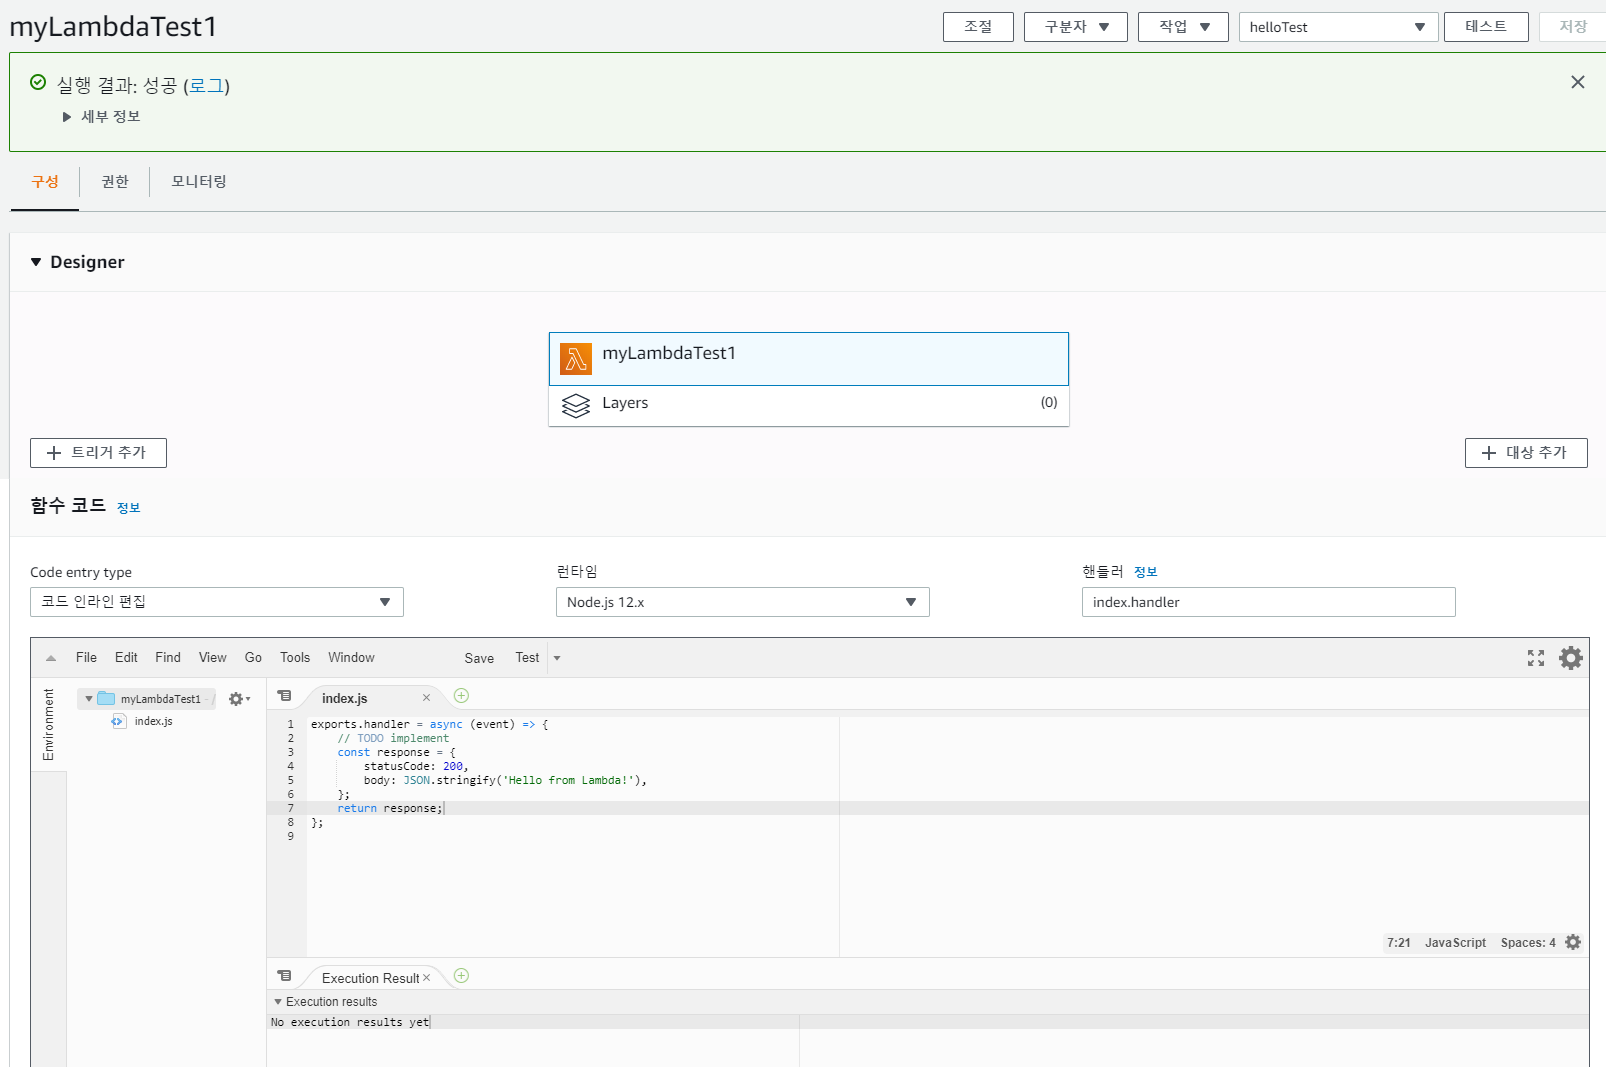 myLambdaTest1
조절
구분자
작업
helloTest
테스트
저장
실행 결과: 성공 (로그)
세부 정보
구성
권한
모니터링
Designer
myLambdaTest1
Layers
(0)
트리거 추가
대상 추가
함수 코드 정보
Code entry type
런타임
핸들러 정보
코드 인라인 편집
Node.js 12.x
index.handler
File Edit Find View Go Tools Window Save Test
Environment
myLambdaTest1 - /
index.js
index.js
1 exports.handler = async (event) => {
2 // TODO implement
3 const response = {
4 statusCode: 200,
5 body: JSON.stringify('Hello from Lambda!'),
6 };
7 return response;
8 };
9
7:21 JavaScript Spaces: 4
Execution Result
Execution results
No execution results yet